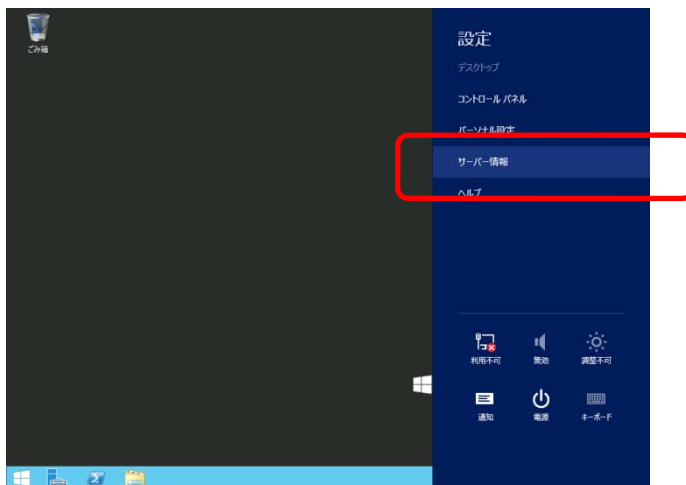 ごみ箱
設定
デスクトップ
コントロール パネル
パーソナル設定
サーバー情報
ヘルプ
利用不可
無効
調整不可
通知
電源
キーボード